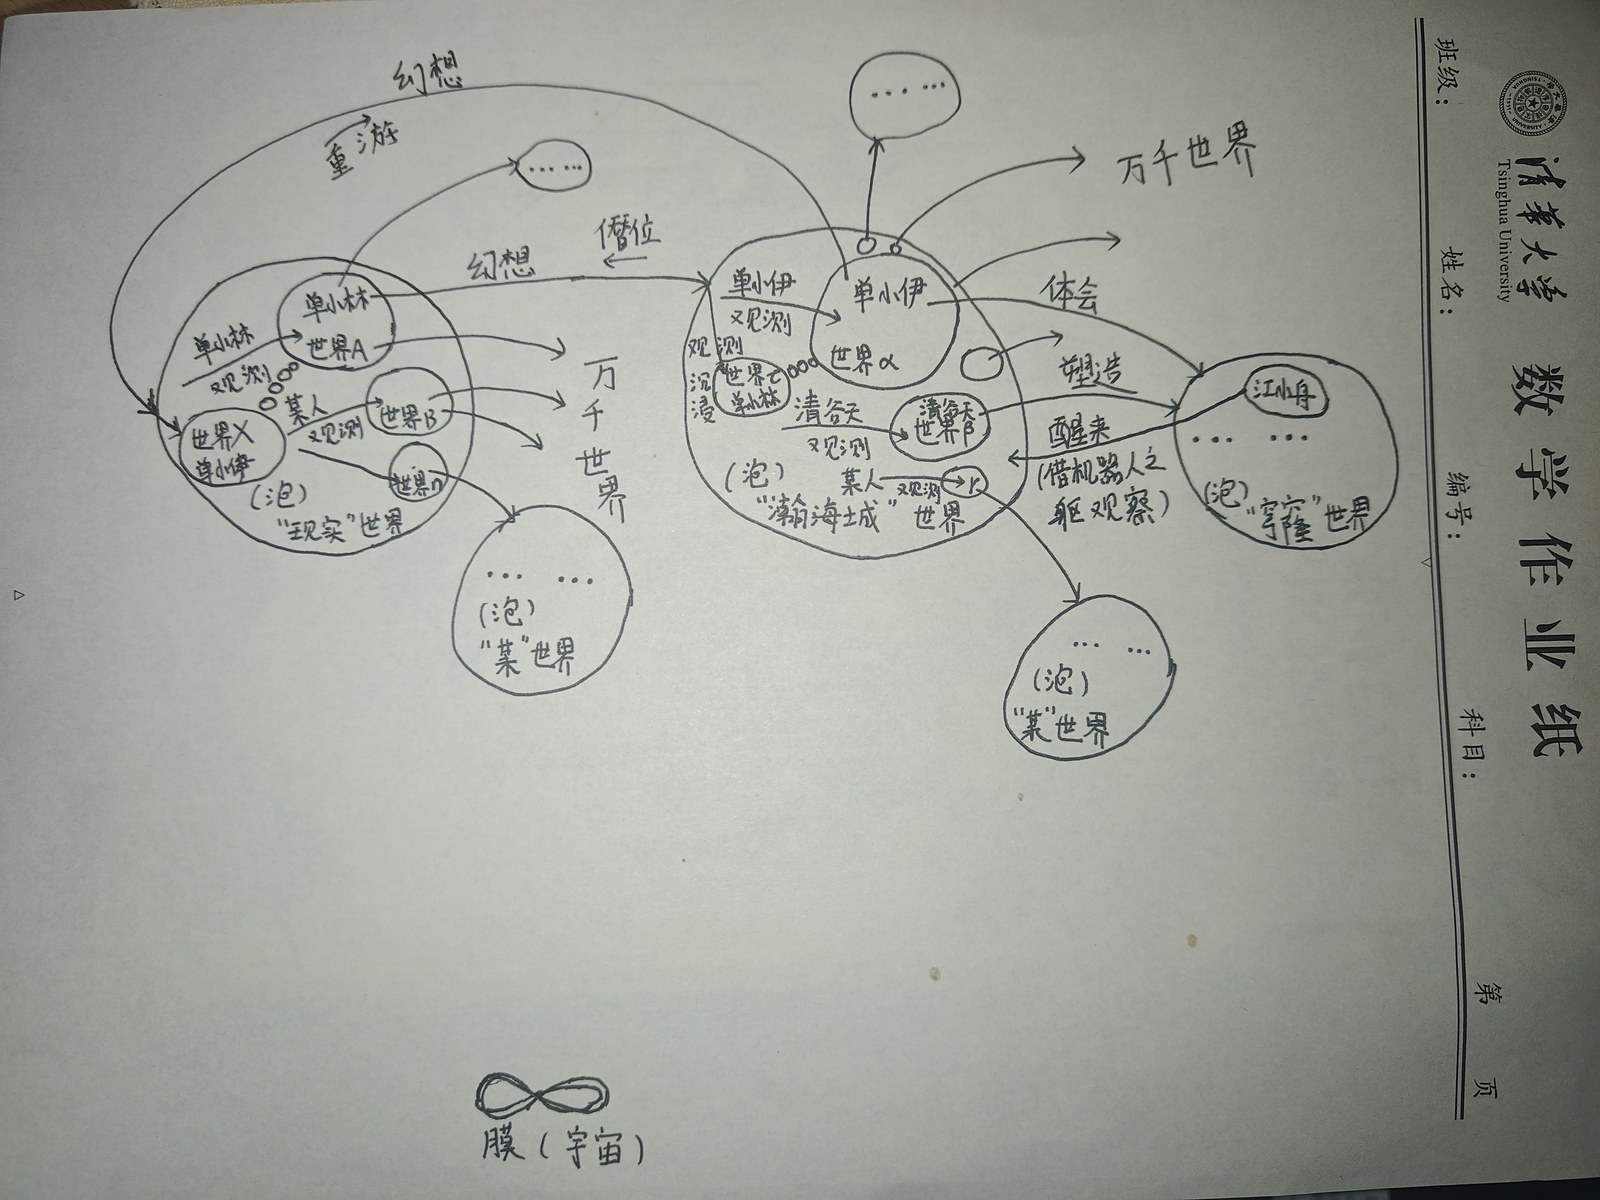 幻想
重游
... ...
幻想
僭位
单小林
世界A
单小林
观测
某人
观测
世界B
世界X
单小伊
世界n
(泡)
"现实"世界
万千世界
... ...
(泡)
"某"世界
... ...
万千世界
单小伊
观测
单小伊
世界α
观测
沉浸
单小林
清谷天
观测
清谷天
世界β
(泡)
某人
观测
r
"瀚海城"世界
体会
塑造
醒来
(借机器人之
躯观察)
江小舟
... ...
(泡)
"穹窿"世界
... ...
(泡)
"某"世界
膜(宇宙)
清华大学
Tsinghua University
数学作业纸
班级:
姓名:
编号:
科目:
第 页